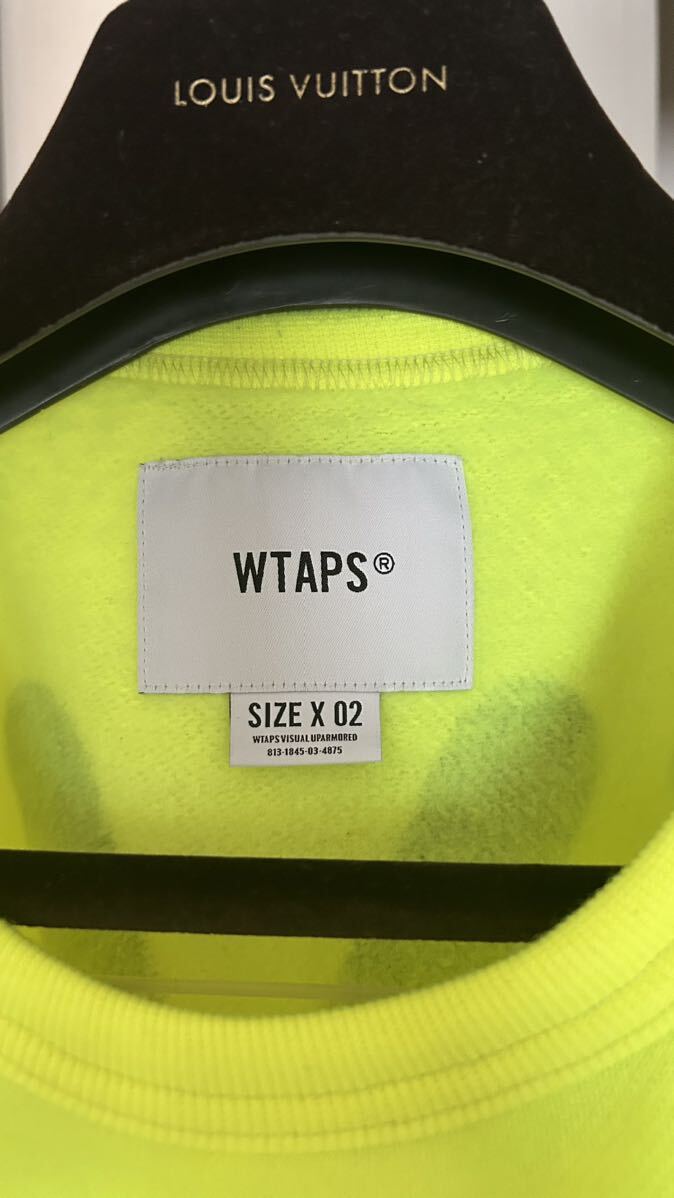 LOUIS VUITTON
WTAPS®
SIZE X 02
WTAPS VISUAL UPARMORED
813-1845-03-4875